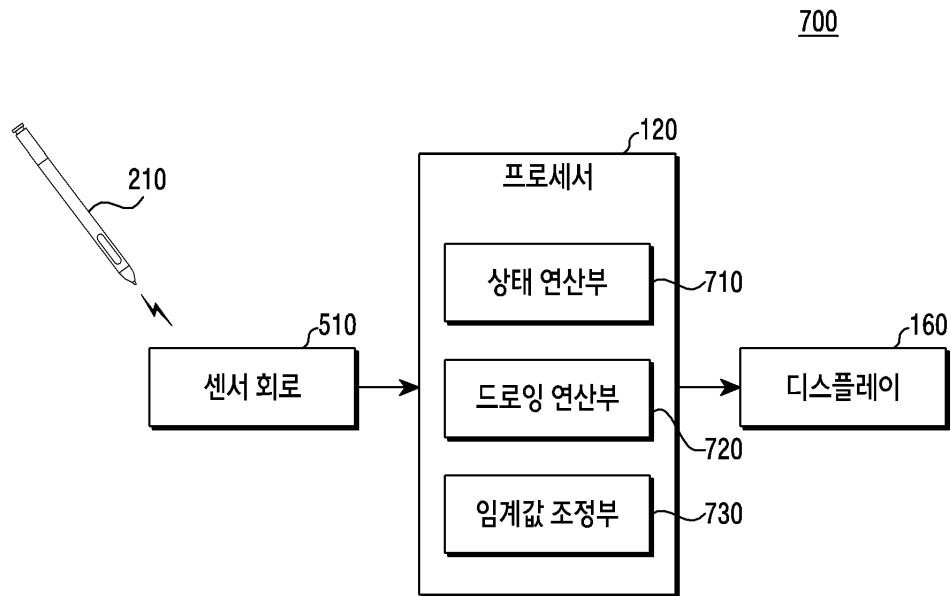 700
120
프로세서
210
상태 연산부
710
510
160
센서 회로
드로잉 연산부
디스플레이
720
임계값 조정부
730